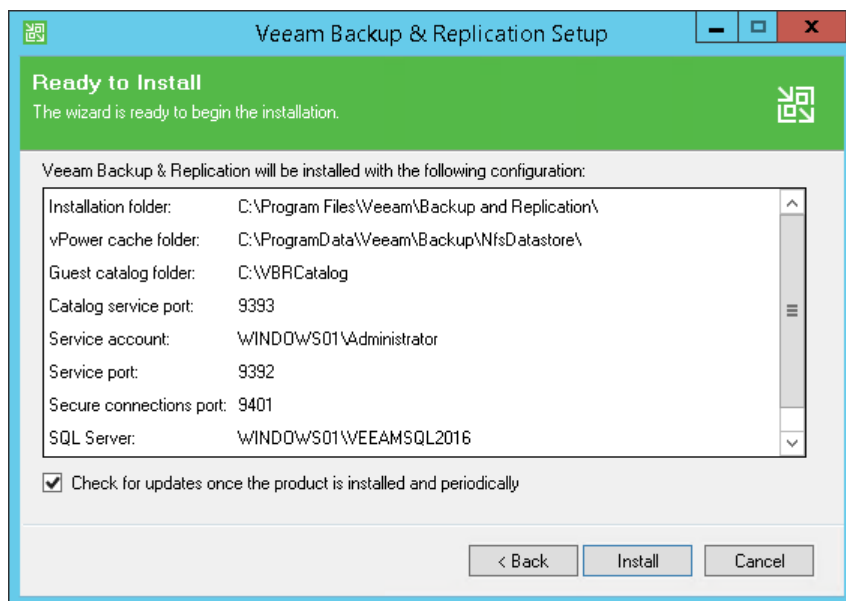 Veeam Backup & Replication Setup
Ready to Install
The wizard is ready to begin the installation.
Veeam Backup & Replication will be installed with the following configuration:
Installation folder: C:\Program Files\Veeam\Backup and Replication\
vPower cache folder: C:\ProgramData\Veeam\Backup\NfsDatastore\
Guest catalog folder: C:\VBRCatalog
Catalog service port: 9393
Service account: WINDOWS01\Administrator
Service port: 9392
Secure connections port: 9401
SQL Server: WINDOWS01\VEEAMSQL2016
Check for updates once the product is installed and periodically
< Back Install Cancel